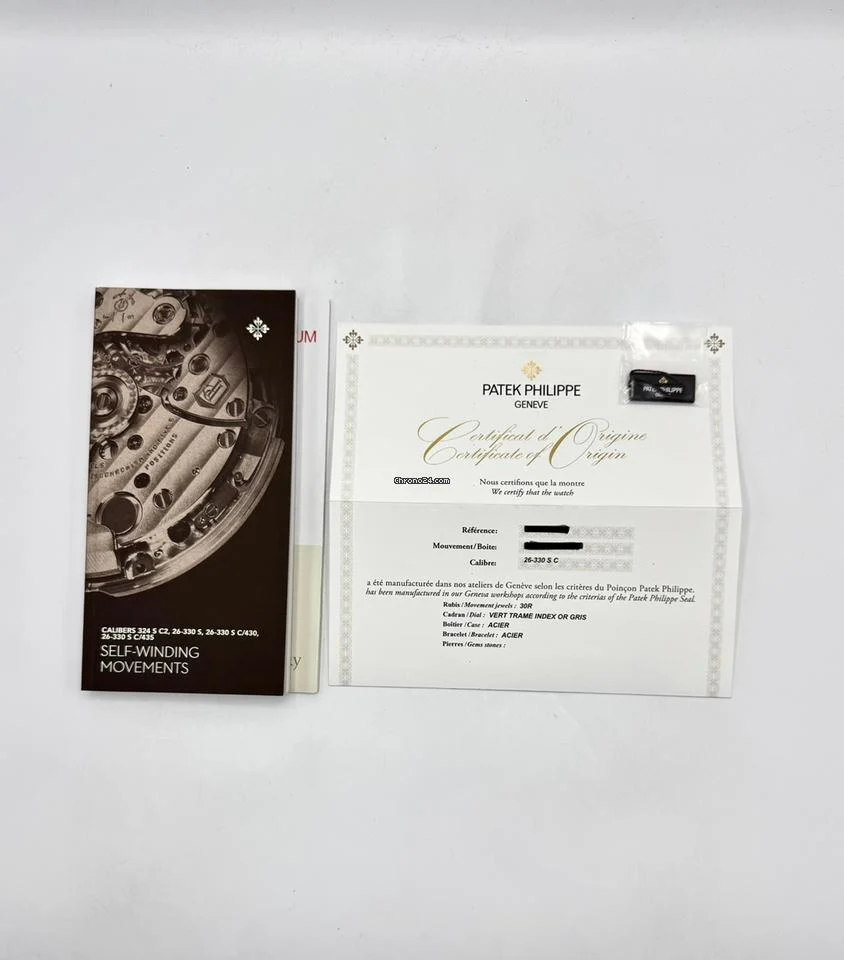 UM
CALIBERS 324 S C2, 26-330 S, 26-330 S C/430,
26-330 S C/435
SELF-WINDING
MOVEMENTS
POSITIONS
PATEK PHILIPPE
GENEVE
Certificat d'Origine
Certificate of Origin
Chrono24.com
Nous certifions que la montre
We certify that the watch
Référence:
Mouvement/Boite:
Calibre: 26-330 S C
a été manufacturée dans nos ateliers de Genève selon les critères du Poinçon Patek Philippe.
has been manufactured in our Geneva workshops according to the criterias of the Patek Philippe Seal.
Rubis/Movement jewels : 30R
Cadran/Dial : VERT TRAME INDEX OR GRIS
Boîtier/Case : ACIER
Bracelet/Bracelet : ACIER
Pierres/Gems stones :
PATEK PHILIPPE